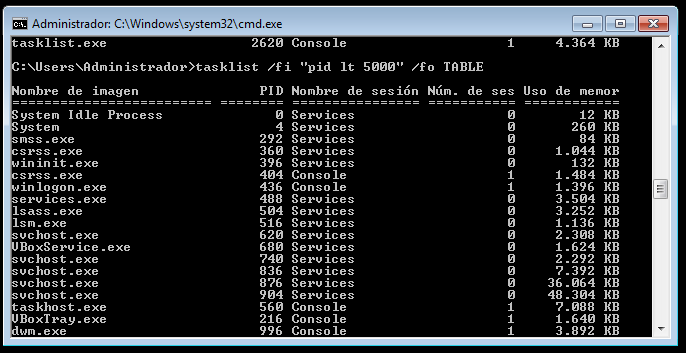 Administrador: C:\Windows\system32\cmd.exe
tasklist.exe                  2620 Console                    1     4.364 KB
C:\Users\Administrador>tasklist /fi "pid lt 5000" /fo TABLE
Nombre de imagen               PID Nombre de sesión Núm. de ses Uso de memor
========================= ======== ================ =========== ============
System Idle Process              0 Services                   0        12 KB
System                           4 Services                   0       260 KB
smss.exe                       292 Services                   0        84 KB
csrss.exe                      360 Services                   0     1.044 KB
wininit.exe                    396 Services                   0       132 KB
csrss.exe                      404 Console                    1     1.484 KB
winlogon.exe                   436 Console                    1     1.396 KB
services.exe                   488 Services                   0     3.504 KB
lsass.exe                      504 Services                   0     3.252 KB
lsm.exe                        516 Services                   0     1.136 KB
svchost.exe                    620 Services                   0     2.308 KB
VBoxService.exe                680 Services                   0     1.624 KB
svchost.exe                    740 Services                   0     2.292 KB
svchost.exe                    836 Services                   0     7.392 KB
svchost.exe                    876 Services                   0    36.064 KB
svchost.exe                    904 Services                   0    48.304 KB
taskhost.exe                   560 Console                    1     7.088 KB
VBoxTray.exe                   216 Console                    1     1.640 KB
dwm.exe                        996 Console                    1     3.892 KB